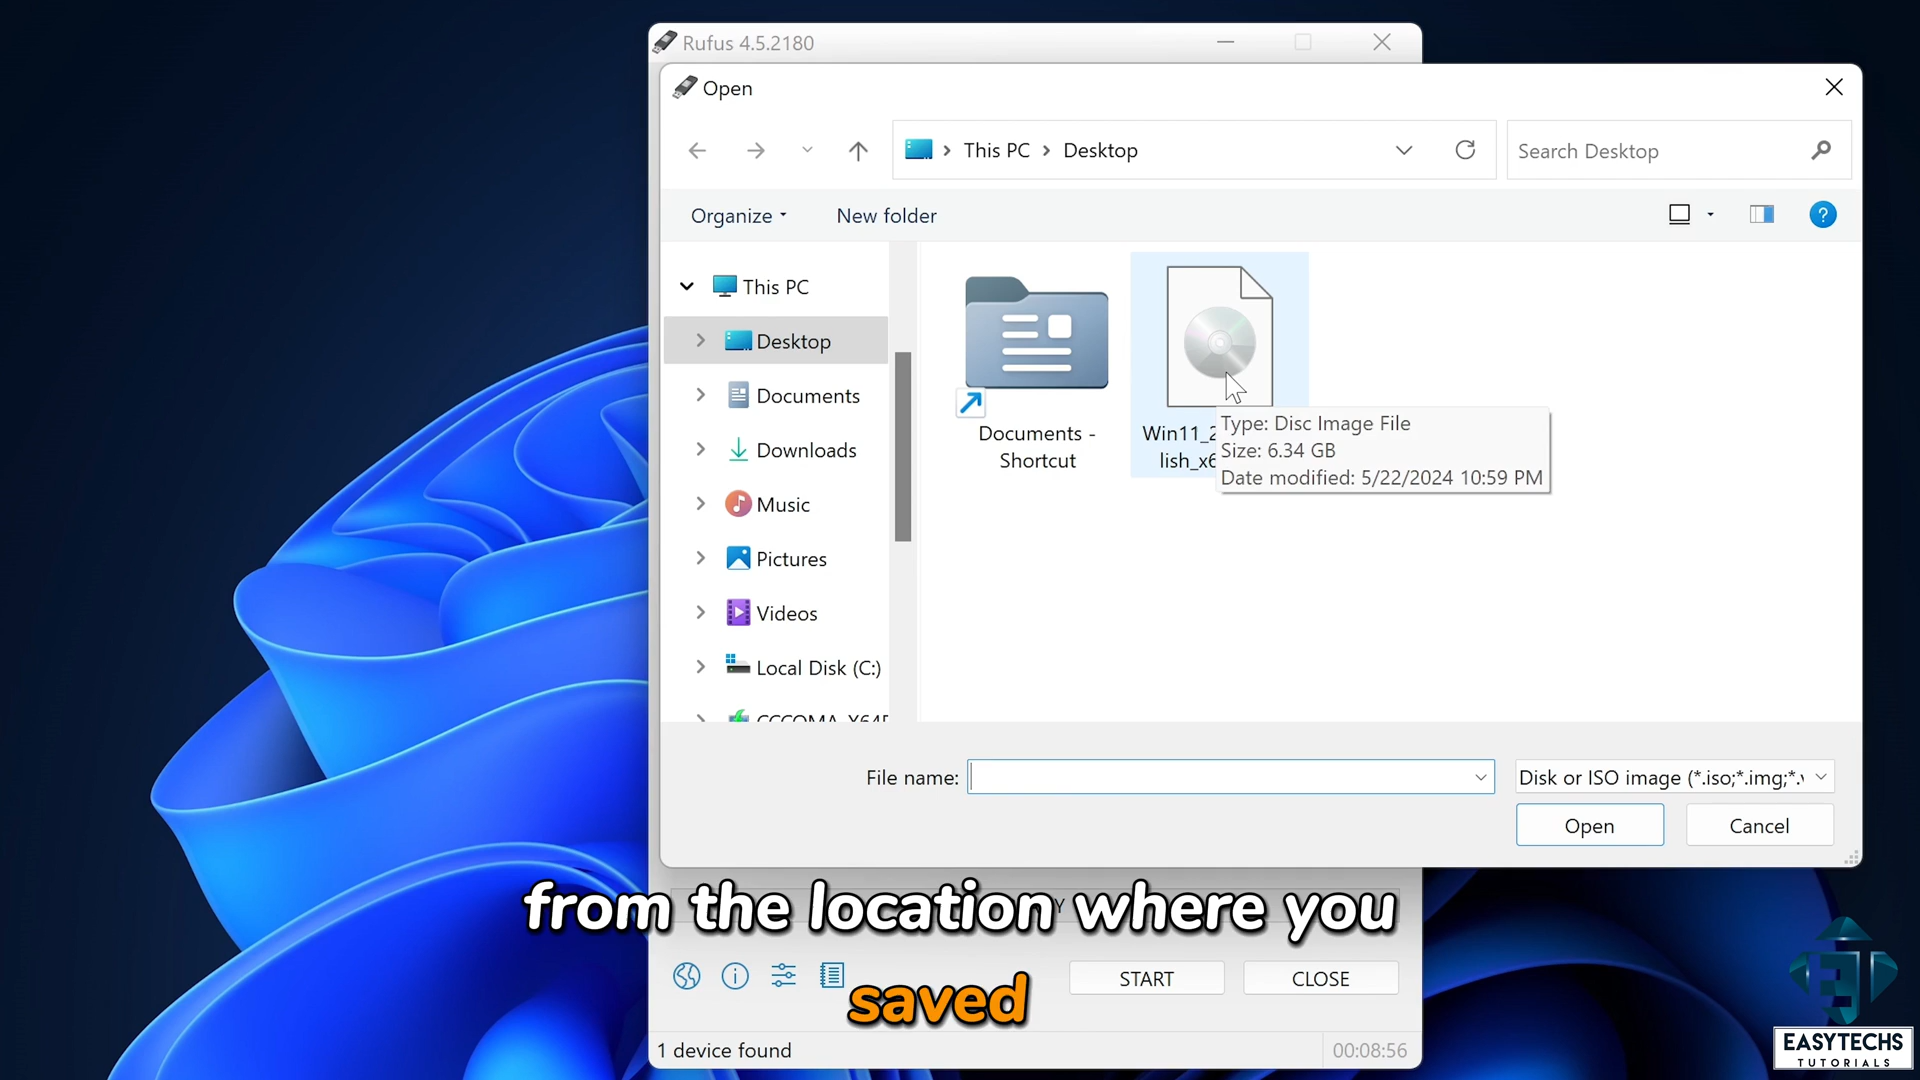 Rufus 4.5.2180
Open
This PC
Desktop
Search Desktop
Organize
New folder
?
This PC
Desktop
Documents
Downloads
Music
Pictures
Videos
Local Disk (C:)
Documents -
Shortcut
Win11_2
lish_x6
Type: Disc Image File
Size: 6.34 GB
Date modified: 5/22/2024 10:59 PM
File name:
Disk or ISO image (*.iso;*.img;*.v
Open
Cancel
from the location where you
saved
START
CLOSE
1 device found
00:08:56
EASYTECHS
TUTORIALS